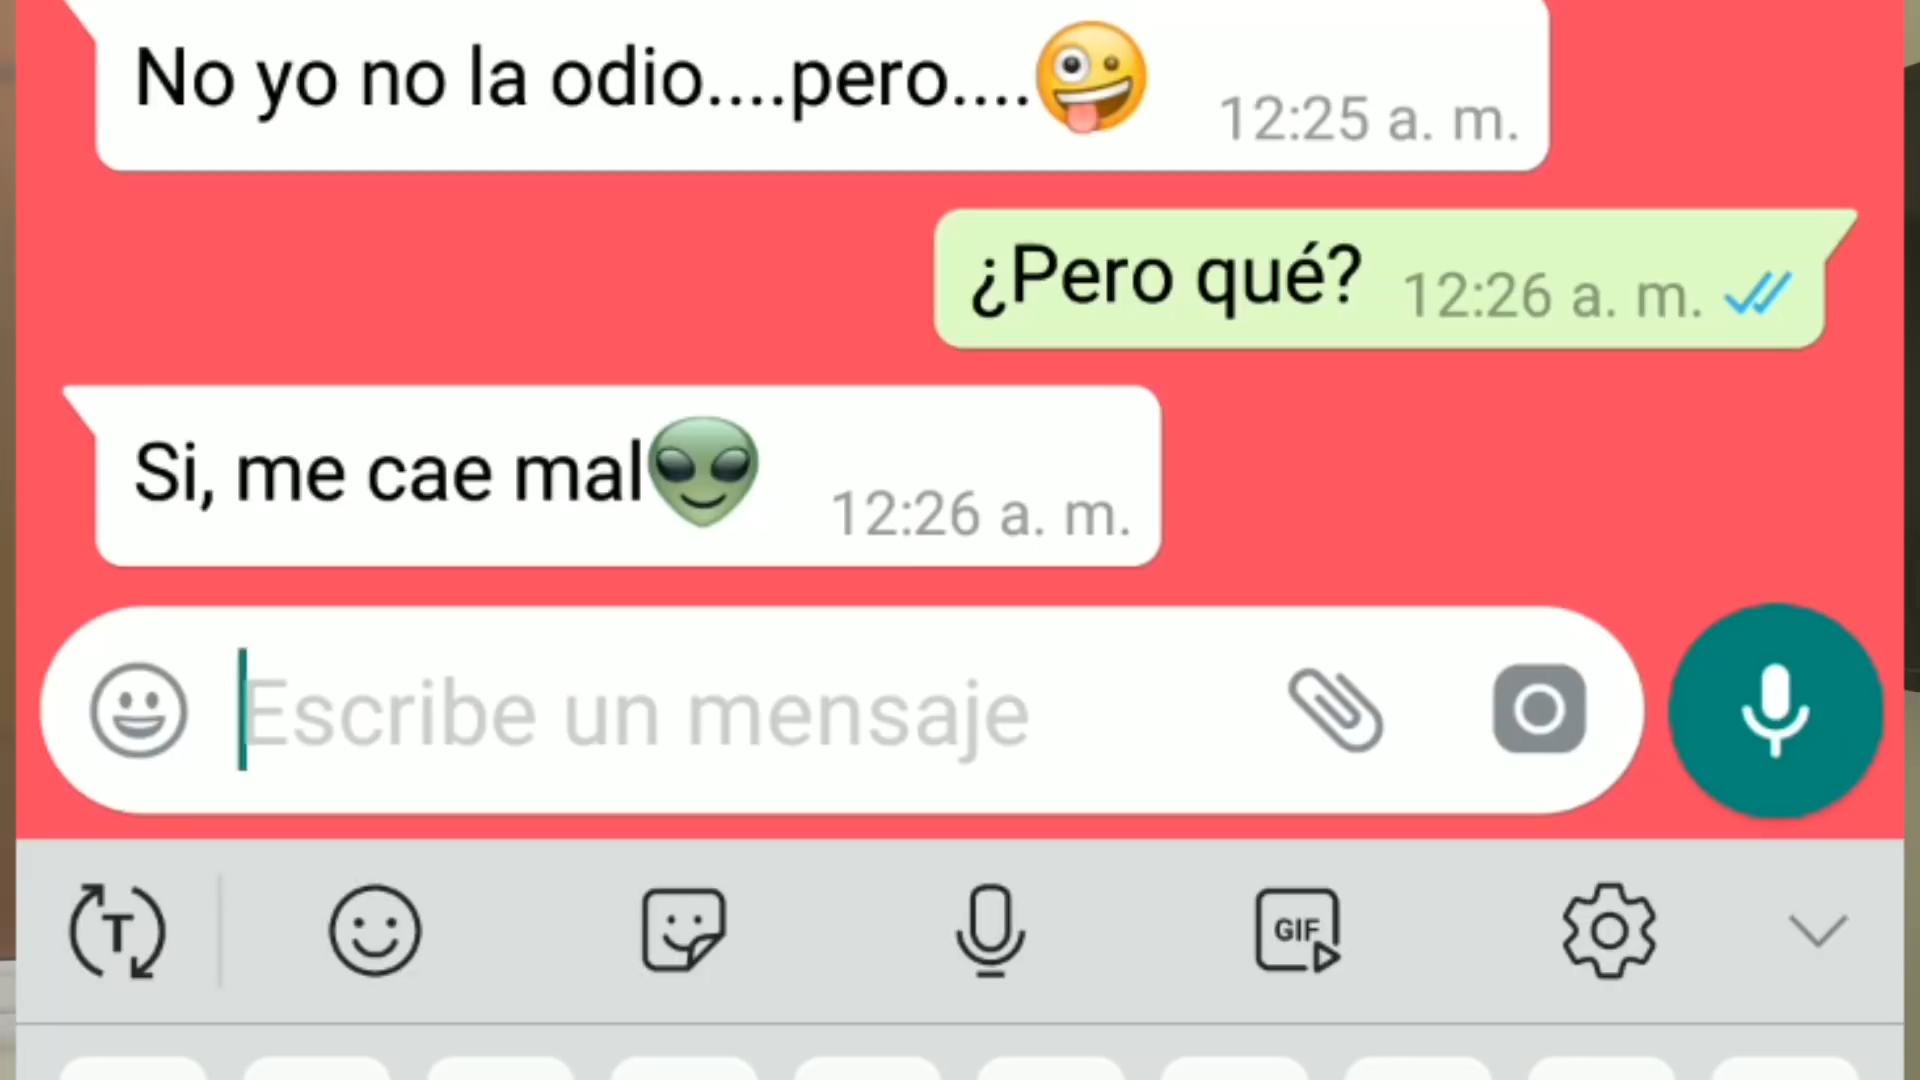 No yo no la odio....pero....🤪 12:25 a. m.
¿Pero qué? 12:26 a. m.
Si, me cae mal👽 12:26 a. m.
Escribe un mensaje
T
GIF